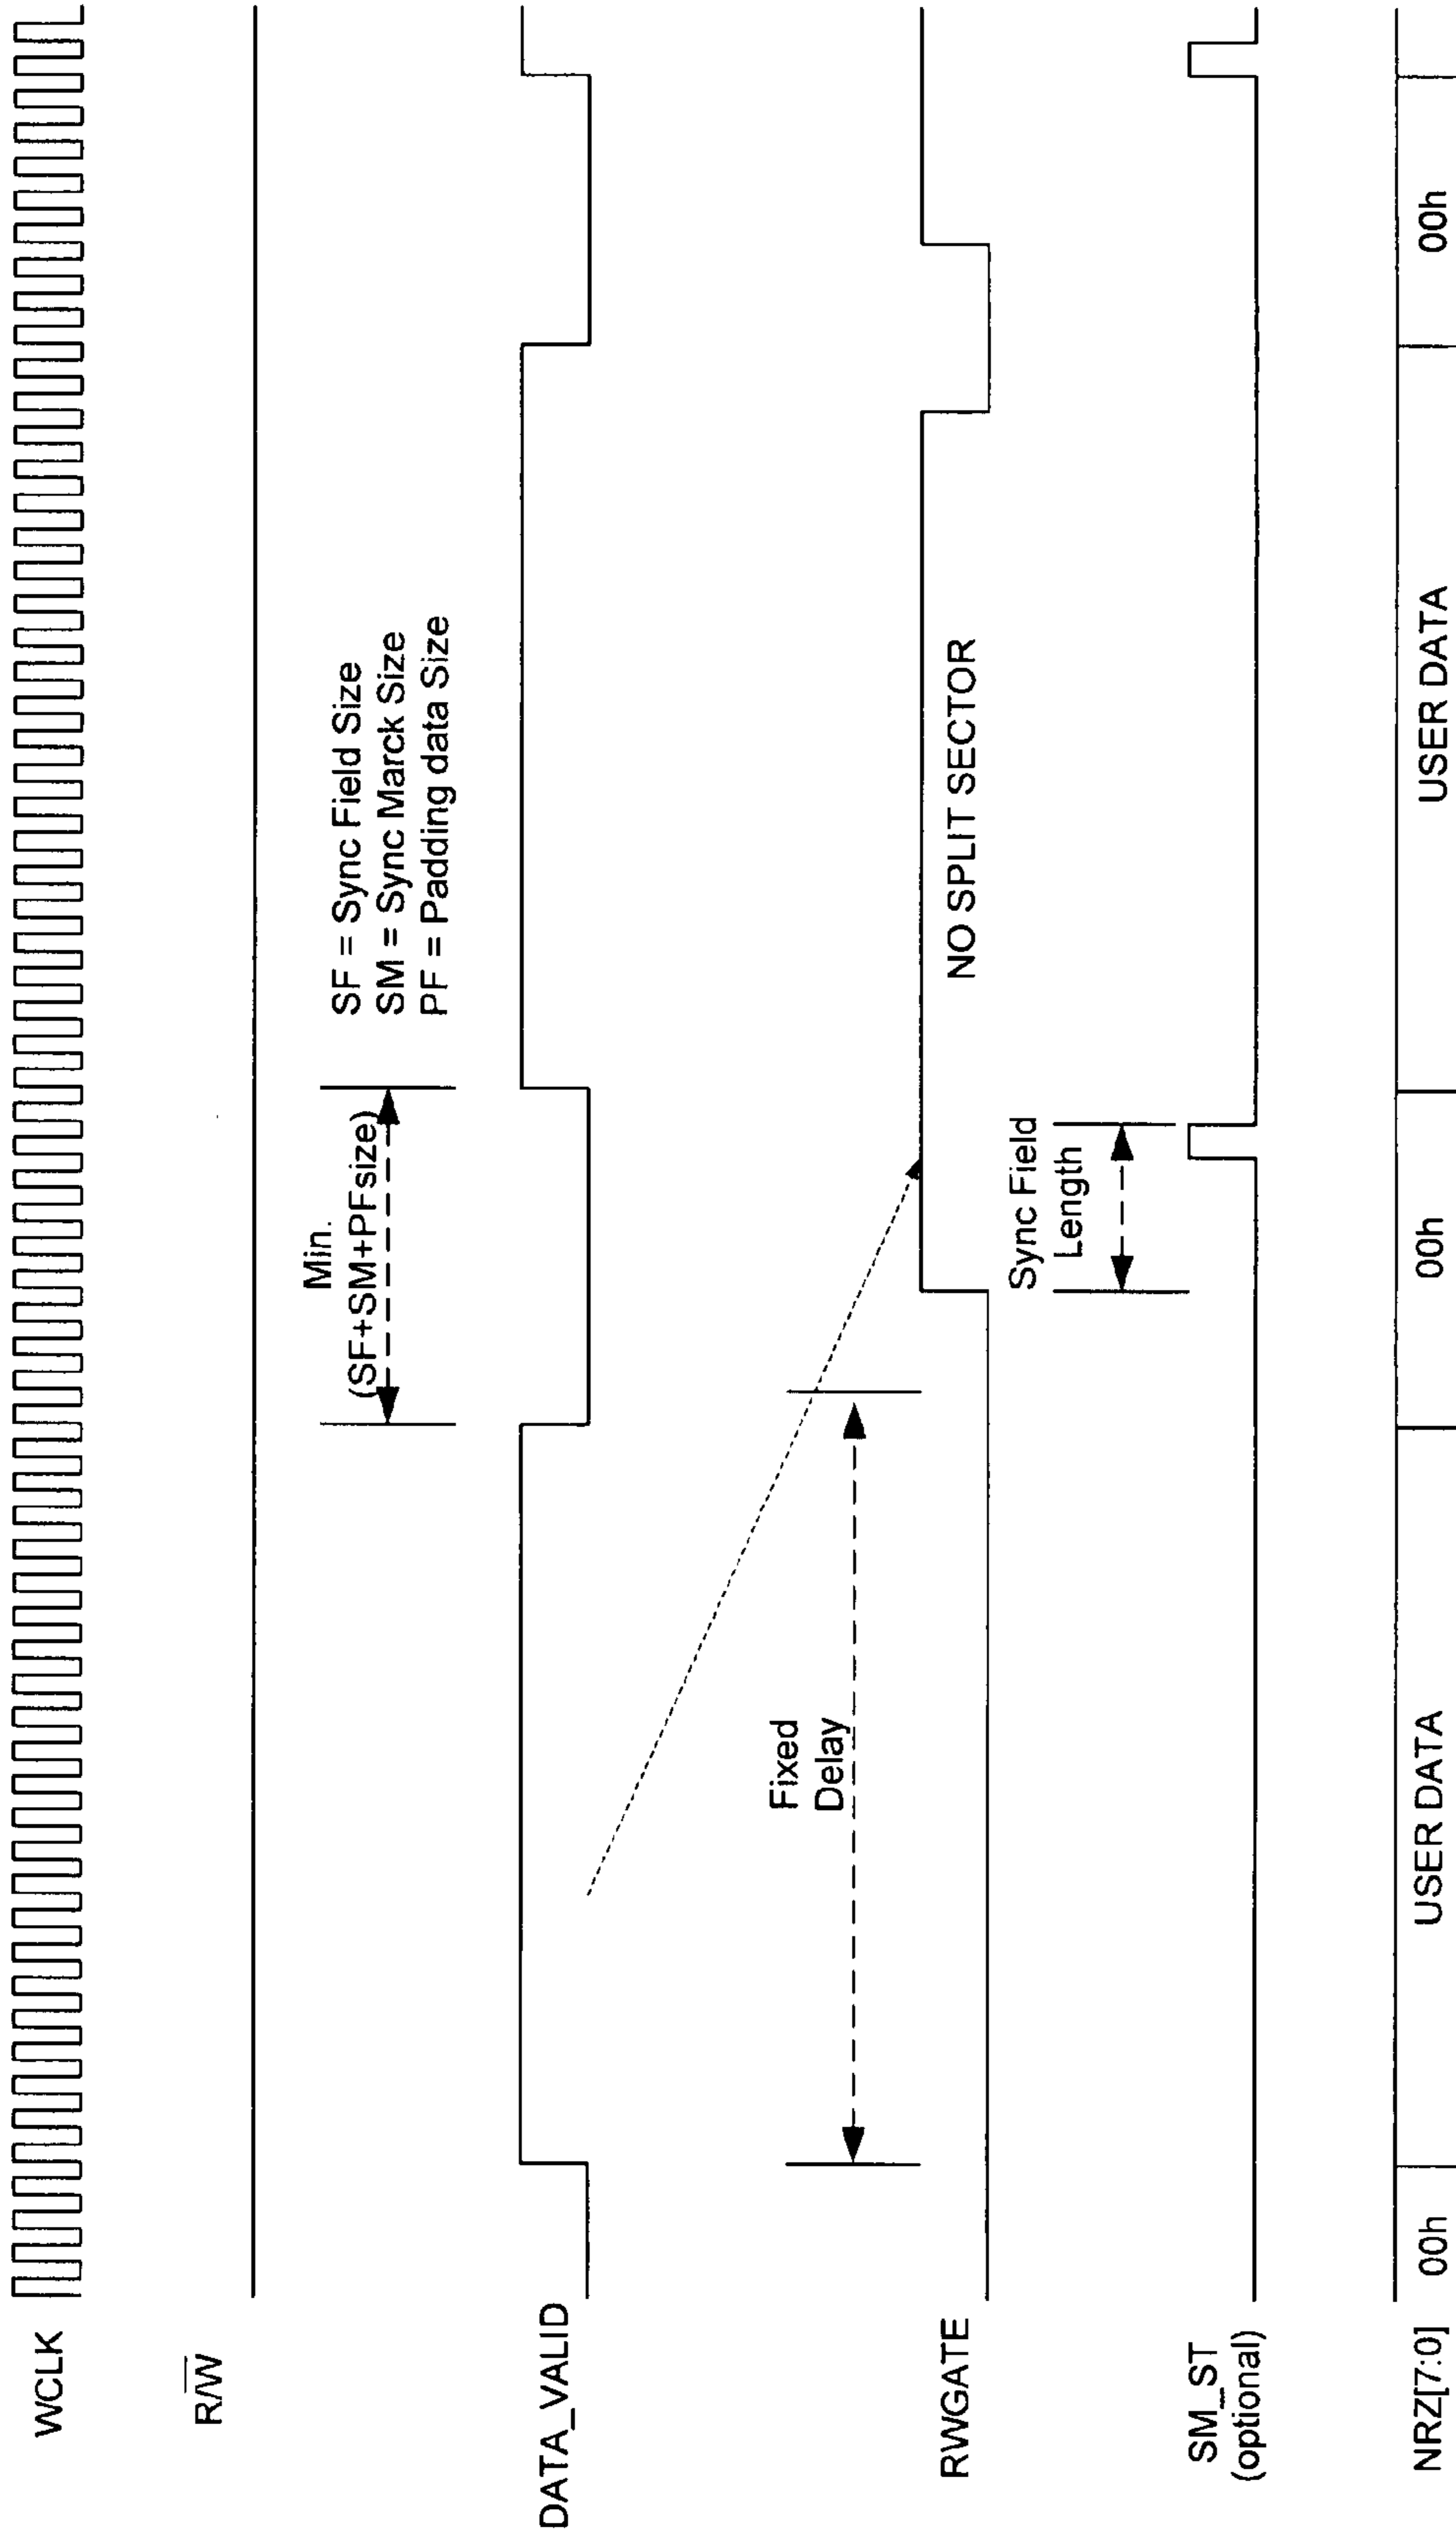 WCLK
R/W
DATA_VALID
Min.
(SF+SM+PFsize)
SF = Sync Field Size
SM = Sync Marck Size
PF = Padding data Size
Fixed
Delay
RWGATE
NO SPLIT SECTOR
Sync Field
Length
SM_ST
(optional)
NRZ[7:0]
00h
USER DATA
00h
USER DATA
00h